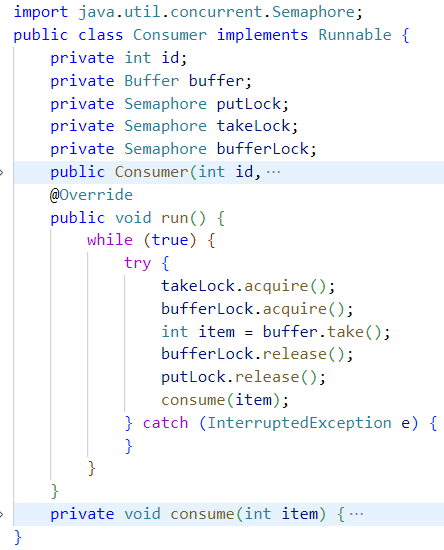 import java.util.concurrent.Semaphore;
public class Consumer implements Runnable {
    private int id;
    private Buffer buffer;
    private Semaphore putLock;
    private Semaphore takeLock;
    private Semaphore bufferLock;
    public Consumer(int id,···
    @Override
    public void run() {
        while (true) {
            try {
                takeLock.acquire();
                bufferLock.acquire();
                int item = buffer.take();
                bufferLock.release();
                putLock.release();
                consume(item);
            } catch (InterruptedException e) {
            }
        }
    }
    private void consume(int item) {···
}